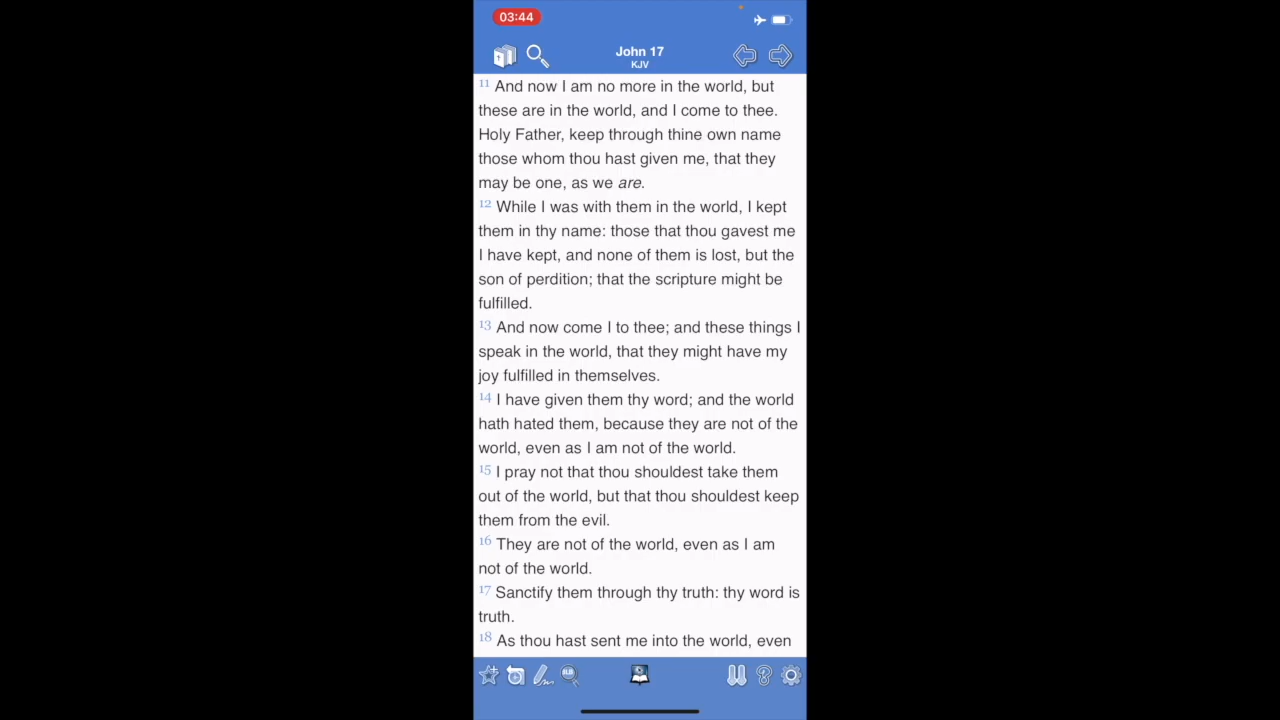 03:44
John 17
KJV
11 And now I am no more in the world, but
these are in the world, and I come to thee.
Holy Father, keep through thine own name
those whom thou hast given me, that they
may be one, as we are.
12 While I was with them in the world, I kept
them in thy name: those that thou gavest me
I have kept, and none of them is lost, but the
son of perdition; that the scripture might be
fulfilled.
13 And now come I to thee; and these things I
speak in the world, that they might have my
joy fulfilled in themselves.
14 I have given them thy word; and the world
hath hated them, because they are not of the
world, even as I am not of the world.
15 I pray not that thou shouldest take them
out of the world, but that thou shouldest keep
them from the evil.
16 They are not of the world, even as I am
not of the world.
17 Sanctify them through thy truth: thy word is
truth.
18 As thou hast sent me into the world, even